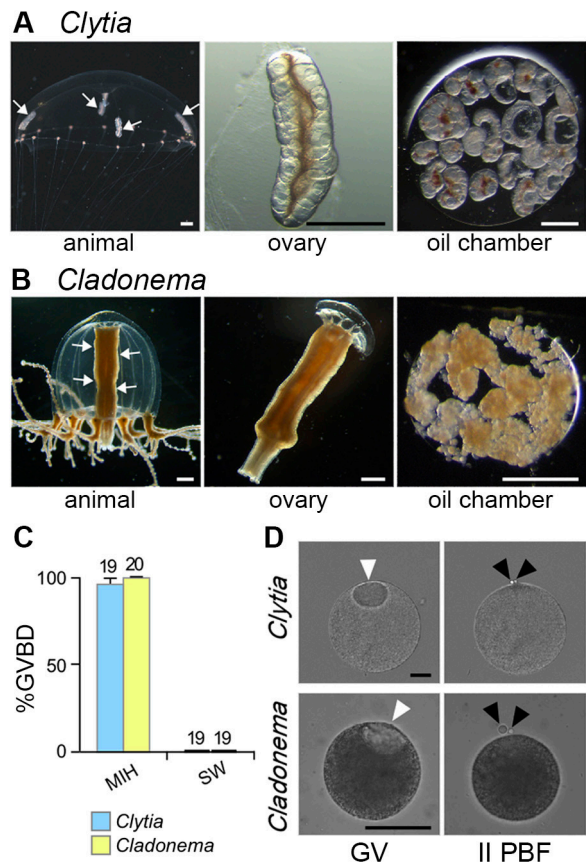 A Clytia
animal ovary oil chamber
B Cladonema
animal ovary oil chamber
C
%GVBD
100
50
0
19 20
19 19
MIH SW
Clytia
Cladonema
D
Clytia
Cladonema
GV II PBF